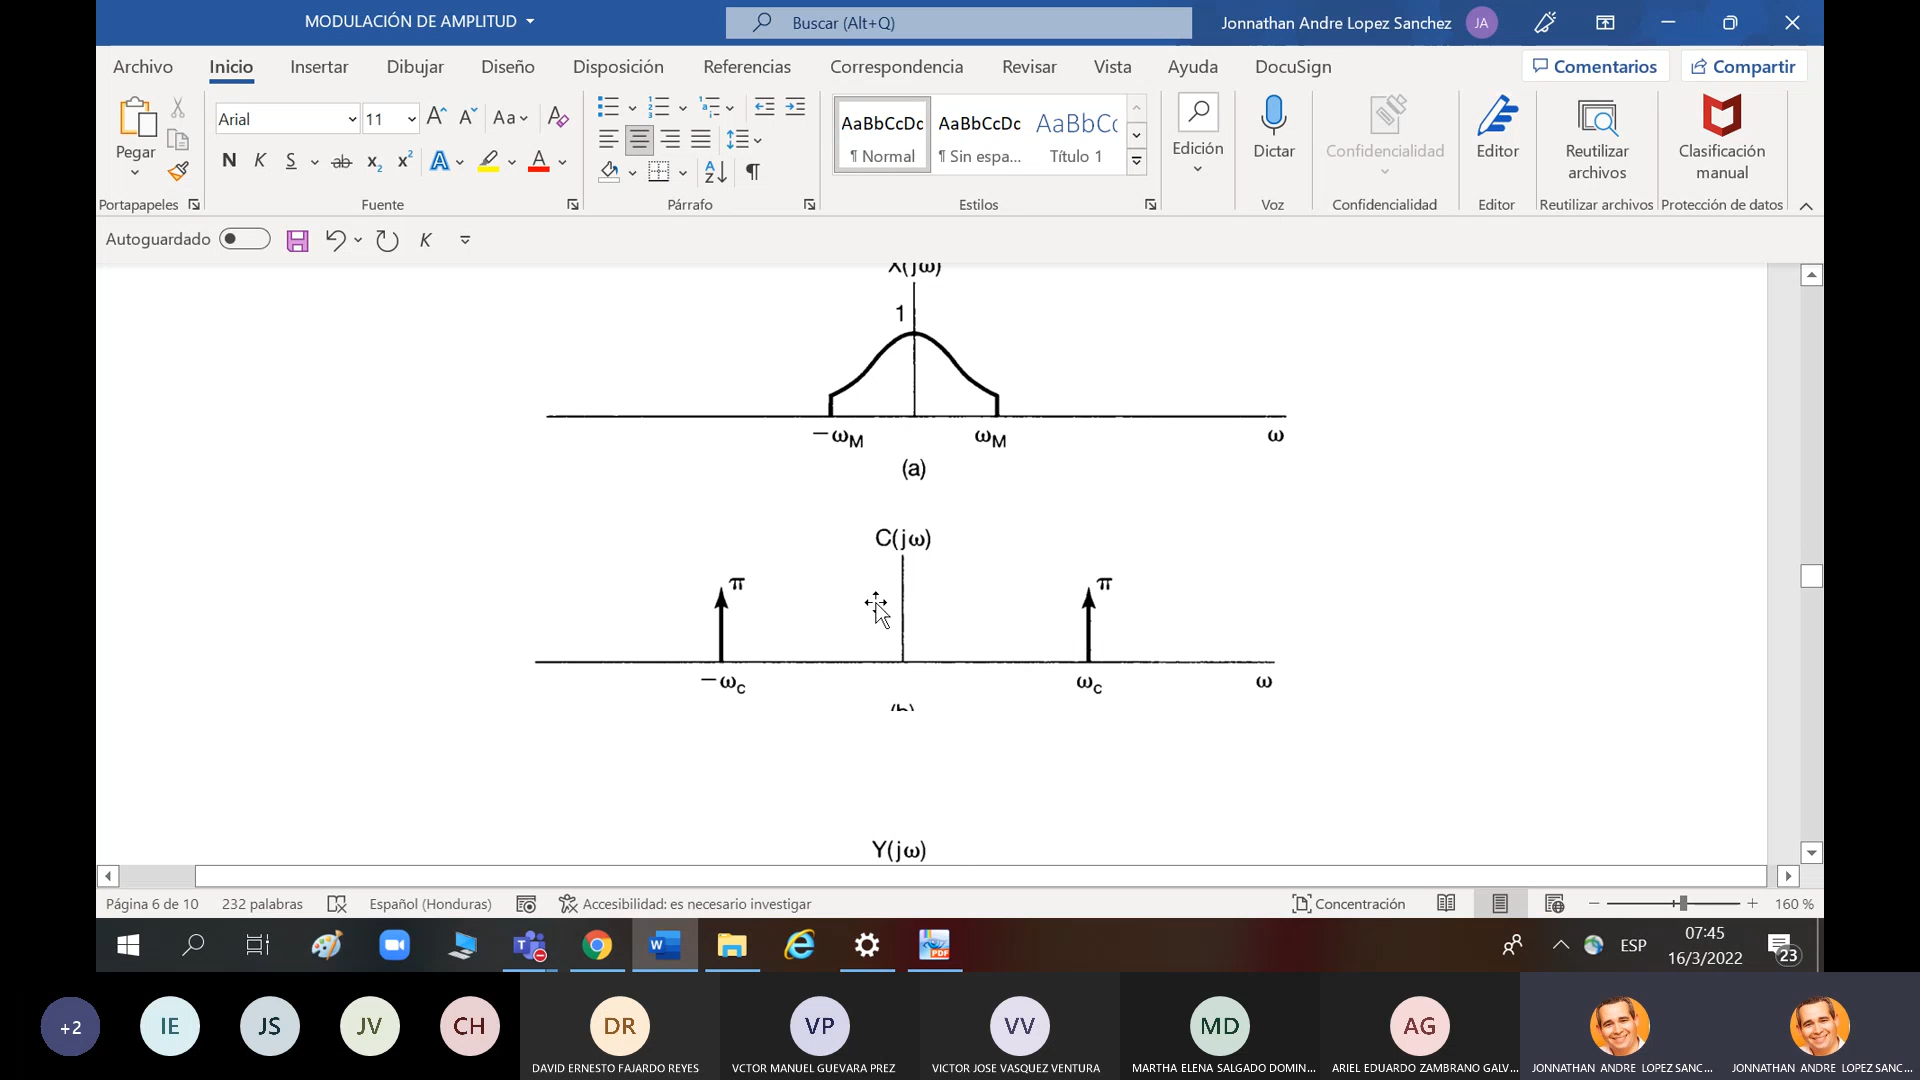 MODULACIÓN DE AMPLITUD
Buscar (Alt+Q)
Jonnathan Andre Lopez Sanchez
JA
Archivo Inicio Insertar Dibujar Diseño Disposición Referencias Correspondencia Revisar Vista Ayuda DocuSign
Comentarios
Compartir
Pegar
Portapapeles
Arial 11
Aa
N K S ab x₂ x² A A
Fuente
Párrafo
AaBbCcDc AaBbCcDc AaBbCc
¶ Normal ¶ Sin espa... Título 1
Estilos
Edición
Dictar
Voz
Confidencialidad
Confidencialidad
Editor
Editor
Reutilizar
archivos
Reutilizar archivos
Clasificación
manual
Protección de datos
Autoguardado
K
X(jω)
1
−ωM ωM ω
(a)
C(jω)
π π
−ωc ωc ω
(b)
Y(jω)
Página 6 de 10 232 palabras Español (Honduras) Accesibilidad: es necesario investigar
Concentración
160 %
W
PDF
ESP
07:45
16/3/2022
23
+2 IE JS JV CH DR VP VV MD AG
DAVID ERNESTO FAJARDO REYES
VCTOR MANUEL GUEVARA PREZ
VICTOR JOSE VASQUEZ VENTURA
MARTHA ELENA SALGADO DOMIN...
ARIEL EDUARDO ZAMBRANO GALV...
JONNATHAN ANDRE LOPEZ SANC...
JONNATHAN ANDRE LOPEZ SANC...